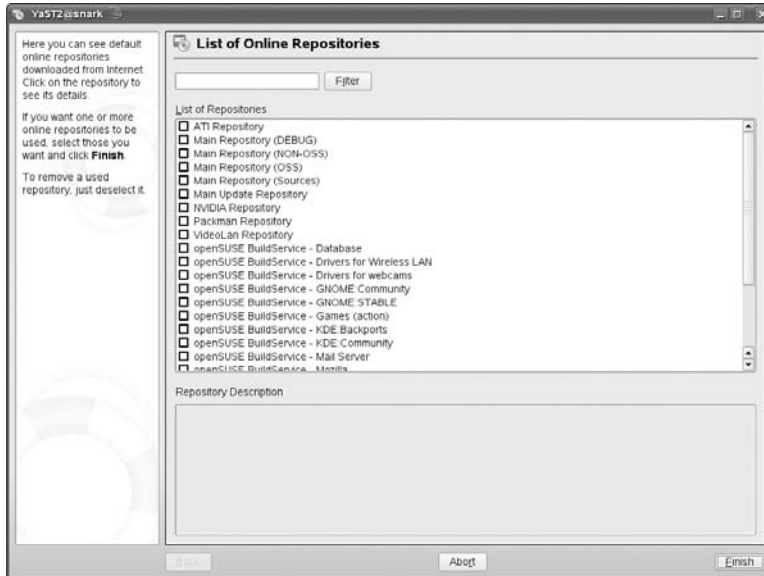 YaST2@snark
Here you can see default
online repositories
downloaded from Internet.
Click on the repository to
see its details.
If you want one or more
online repositories to be
used, select those you
want and click Finish.
To remove a used
repository, just deselect it.
List of Online Repositories
Filter
List of Repositories
ATI Repository
Main Repository (DEBUG)
Main Repository (NON-OSS)
Main Repository (OSS)
Main Repository (Sources)
Main Update Repository
NVIDIA Repository
Packman Repository
VideoLan Repository
openSUSE BuildService - Database
openSUSE BuildService - Drivers for Wireless LAN
openSUSE BuildService - Drivers for webcams
openSUSE BuildService - GNOME:Community
openSUSE BuildService - GNOME:STABLE
openSUSE BuildService - Games (action)
openSUSE BuildService - KDE:Backports
openSUSE BuildService - KDE:Community
openSUSE BuildService - Mail Server
openSUSE BuildService - Mozilla
Repository Description
Back
Abort
Finish